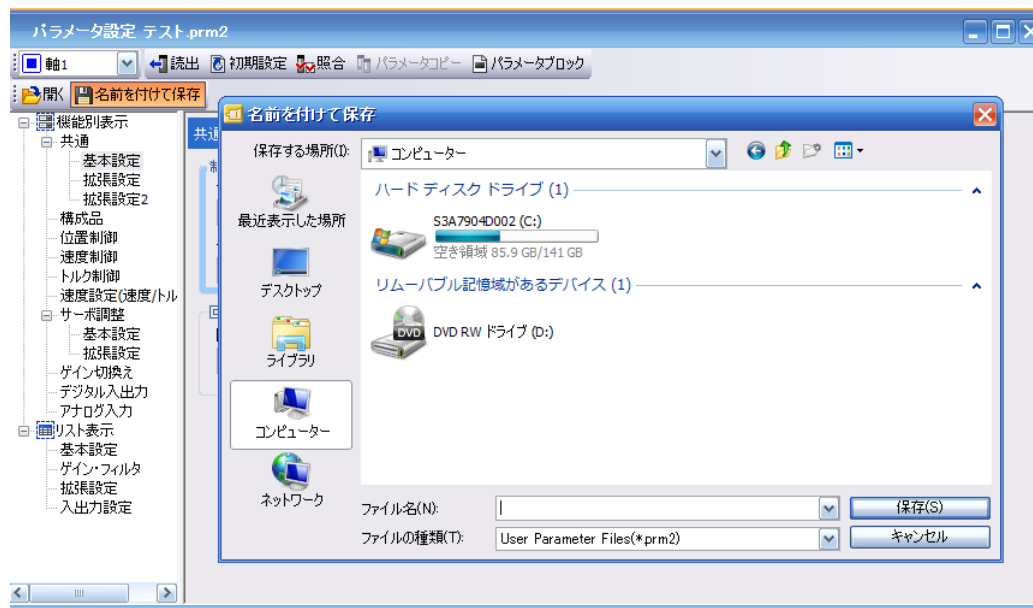 パラメータ設定 テスト.prm2
軸1 読出 初期設定 照合 パラメータコピー パラメータブロック
開く 名前を付けて保存
機能別表示
共通
基本設定
拡張設定
拡張設定2
構成品
位置制御
速度制御
トルク制御
速度設定(速度/トル
サーボ調整
基本設定
拡張設定
ゲイン切換え
デジタル入出力
アナログ入力
リスト表示
基本設定
ゲイン・フィルタ
拡張設定
入出力設定
共通
名前を付けて保存
保存する場所(I): コンピューター
最近表示した場所
デスクトップ
ライブラリ
コンピューター
ネットワーク
ハード ディスク ドライブ (1)
S3A7904D002 (C:)
空き領域 85.9 GB/141 GB
リムーバブル記憶域があるデバイス (1)
DVD
DVD RW ドライブ (D:)
ファイル名(N): 保存(S)
ファイルの種類(T): User Parameter Files(*prm2) キャンセル